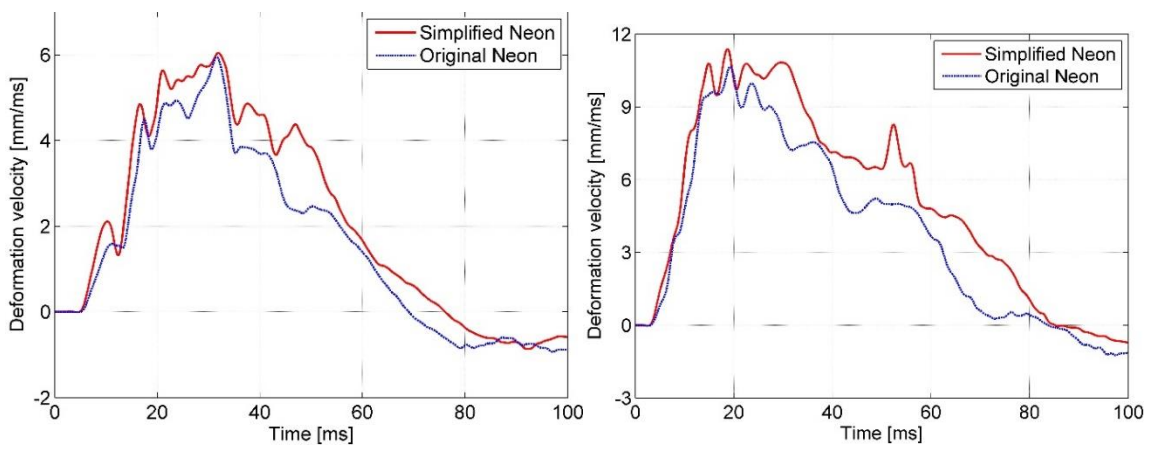 Simplified Neon
Original Neon
Deformation velocity [mm/ms]
6
4
2
0
-2
0
20
40
60
80
100
Time [ms]
Simplified Neon
Original Neon
Deformation velocity [mm/ms]
12
9
6
3
0
-3
0
20
40
60
80
100
Time [ms]